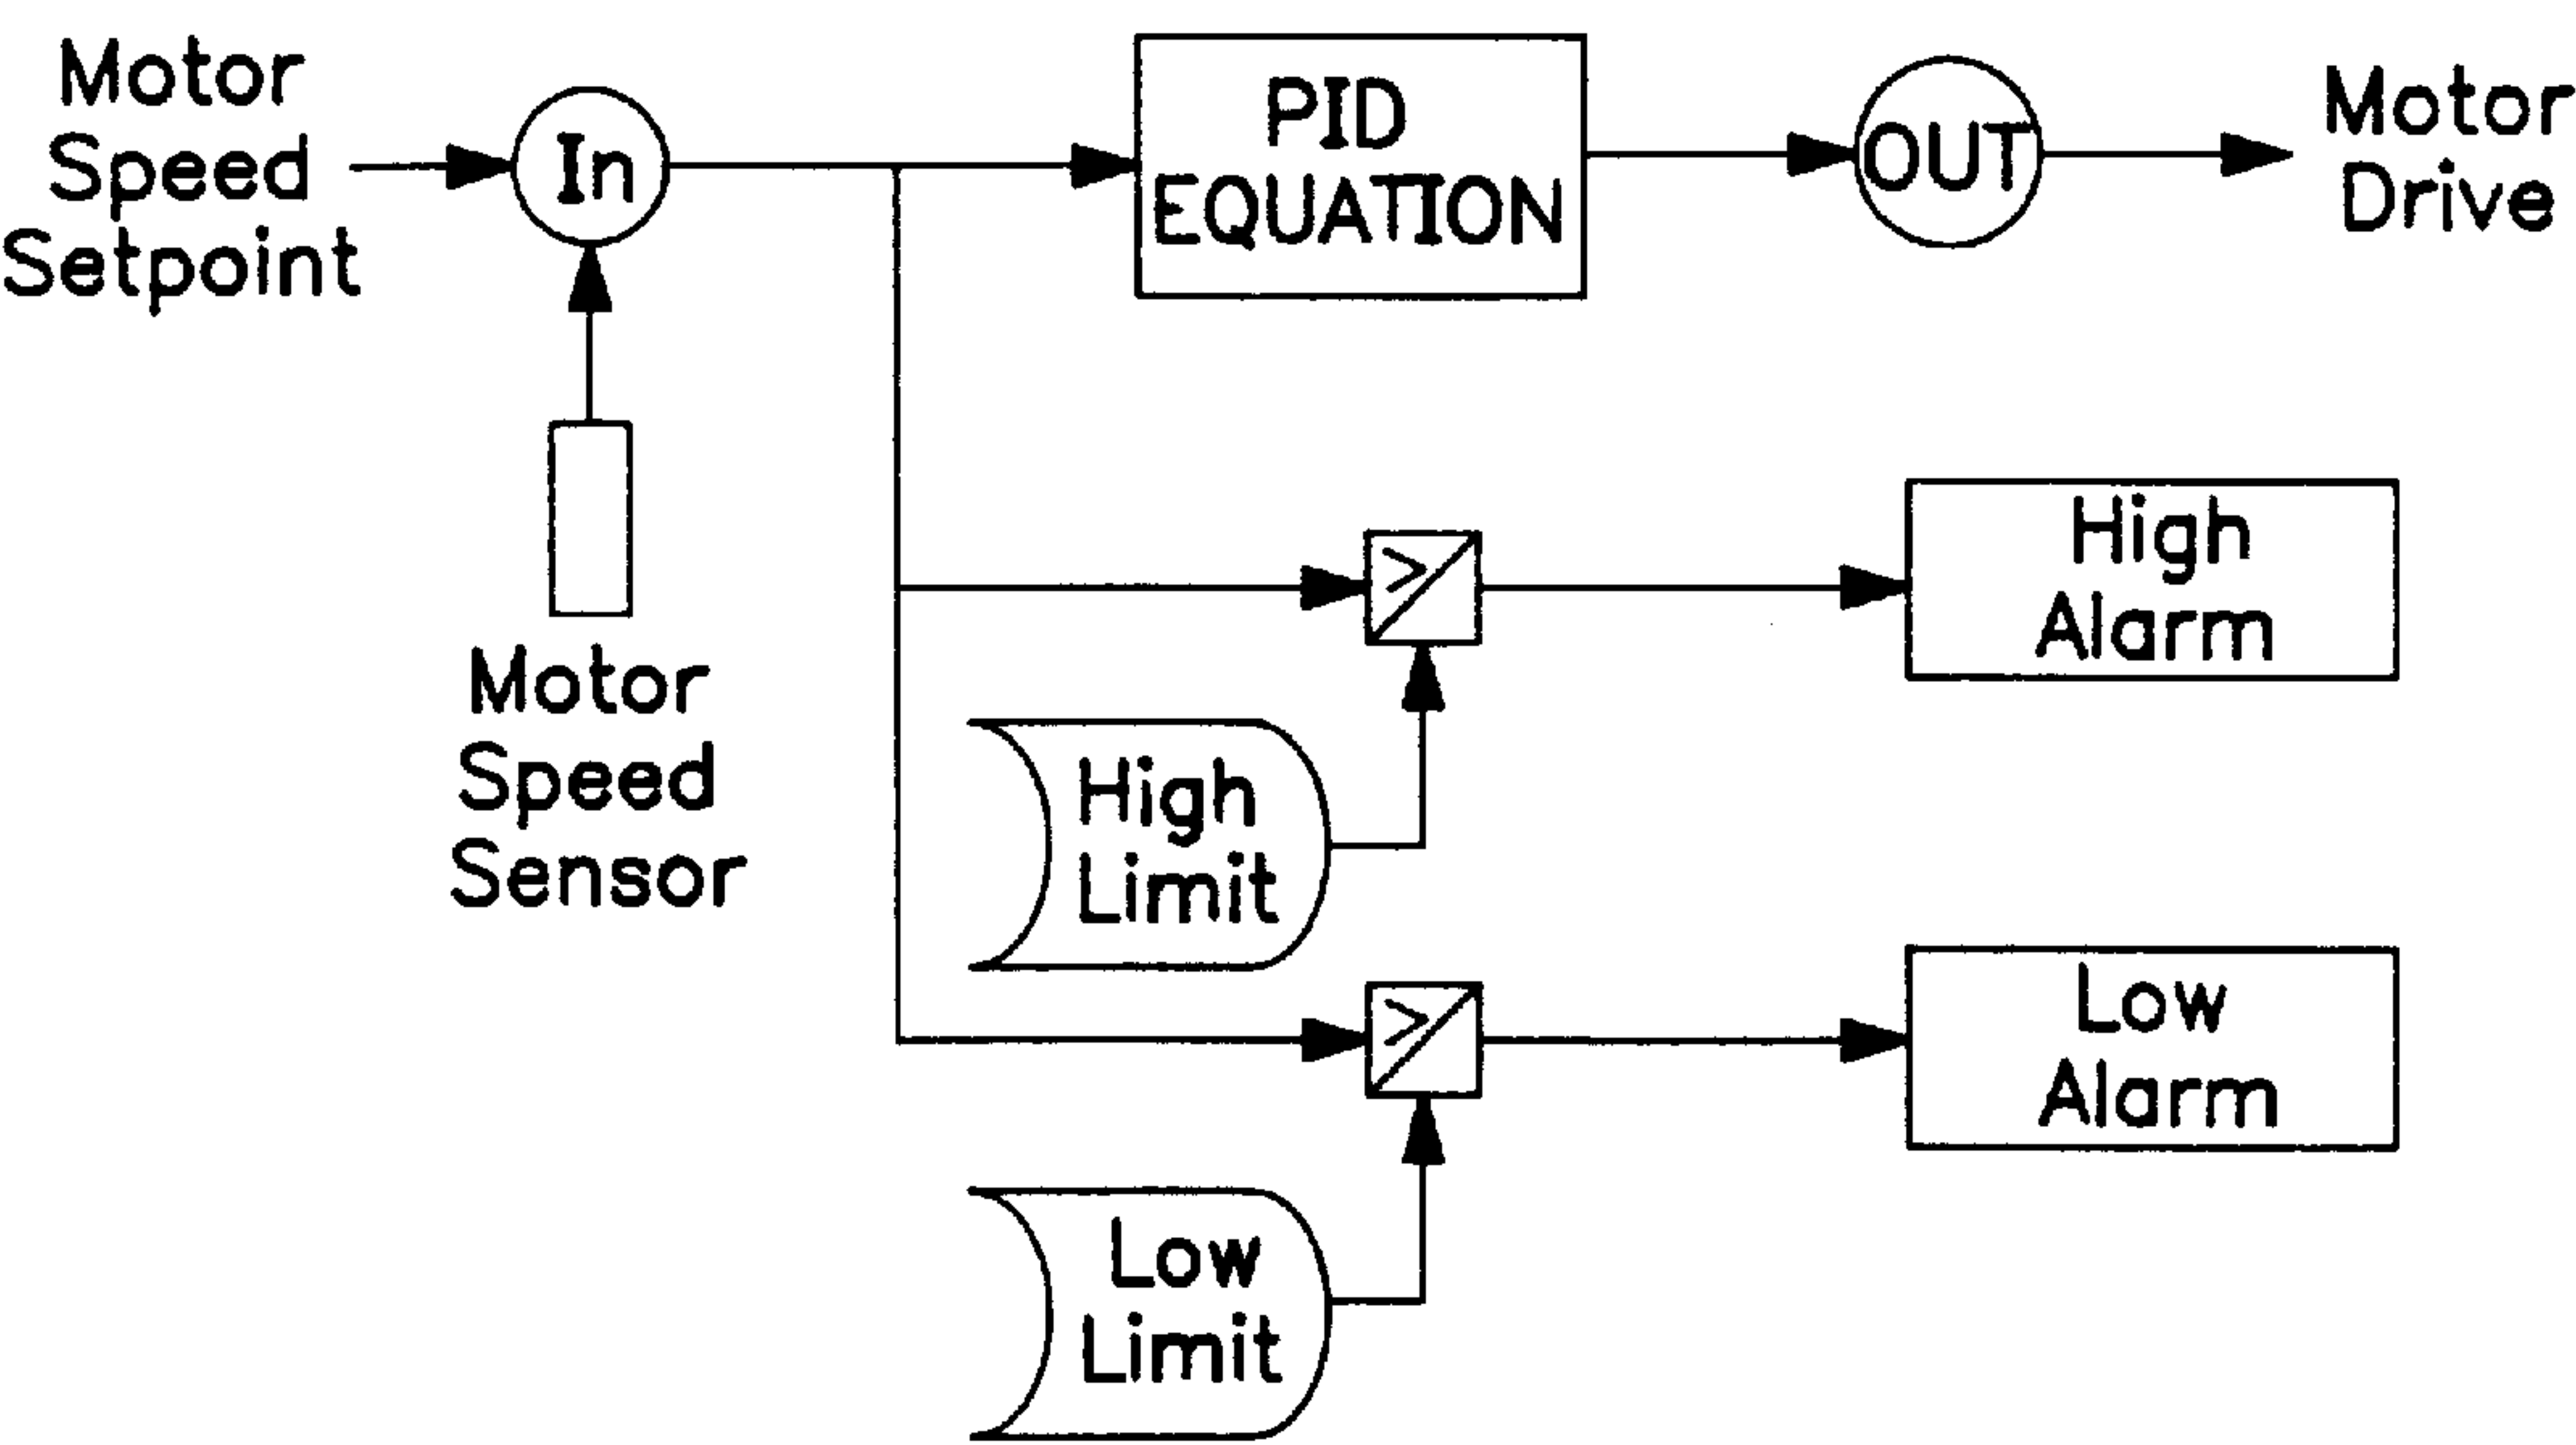 Motor
Speed
Setpoint
In
PID
EQUATION
OUT
Motor
Drive
Motor
Speed
Sensor
>
High
Alarm
High
Limit
>
Low
Alarm
Low
Limit